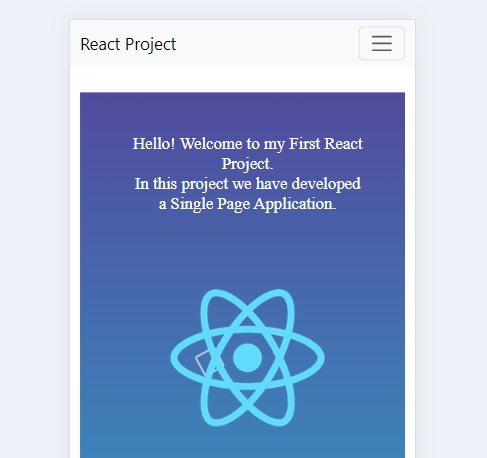 React Project
Hello! Welcome to my First React
Project.
In this project we have developed
a Single Page Application.